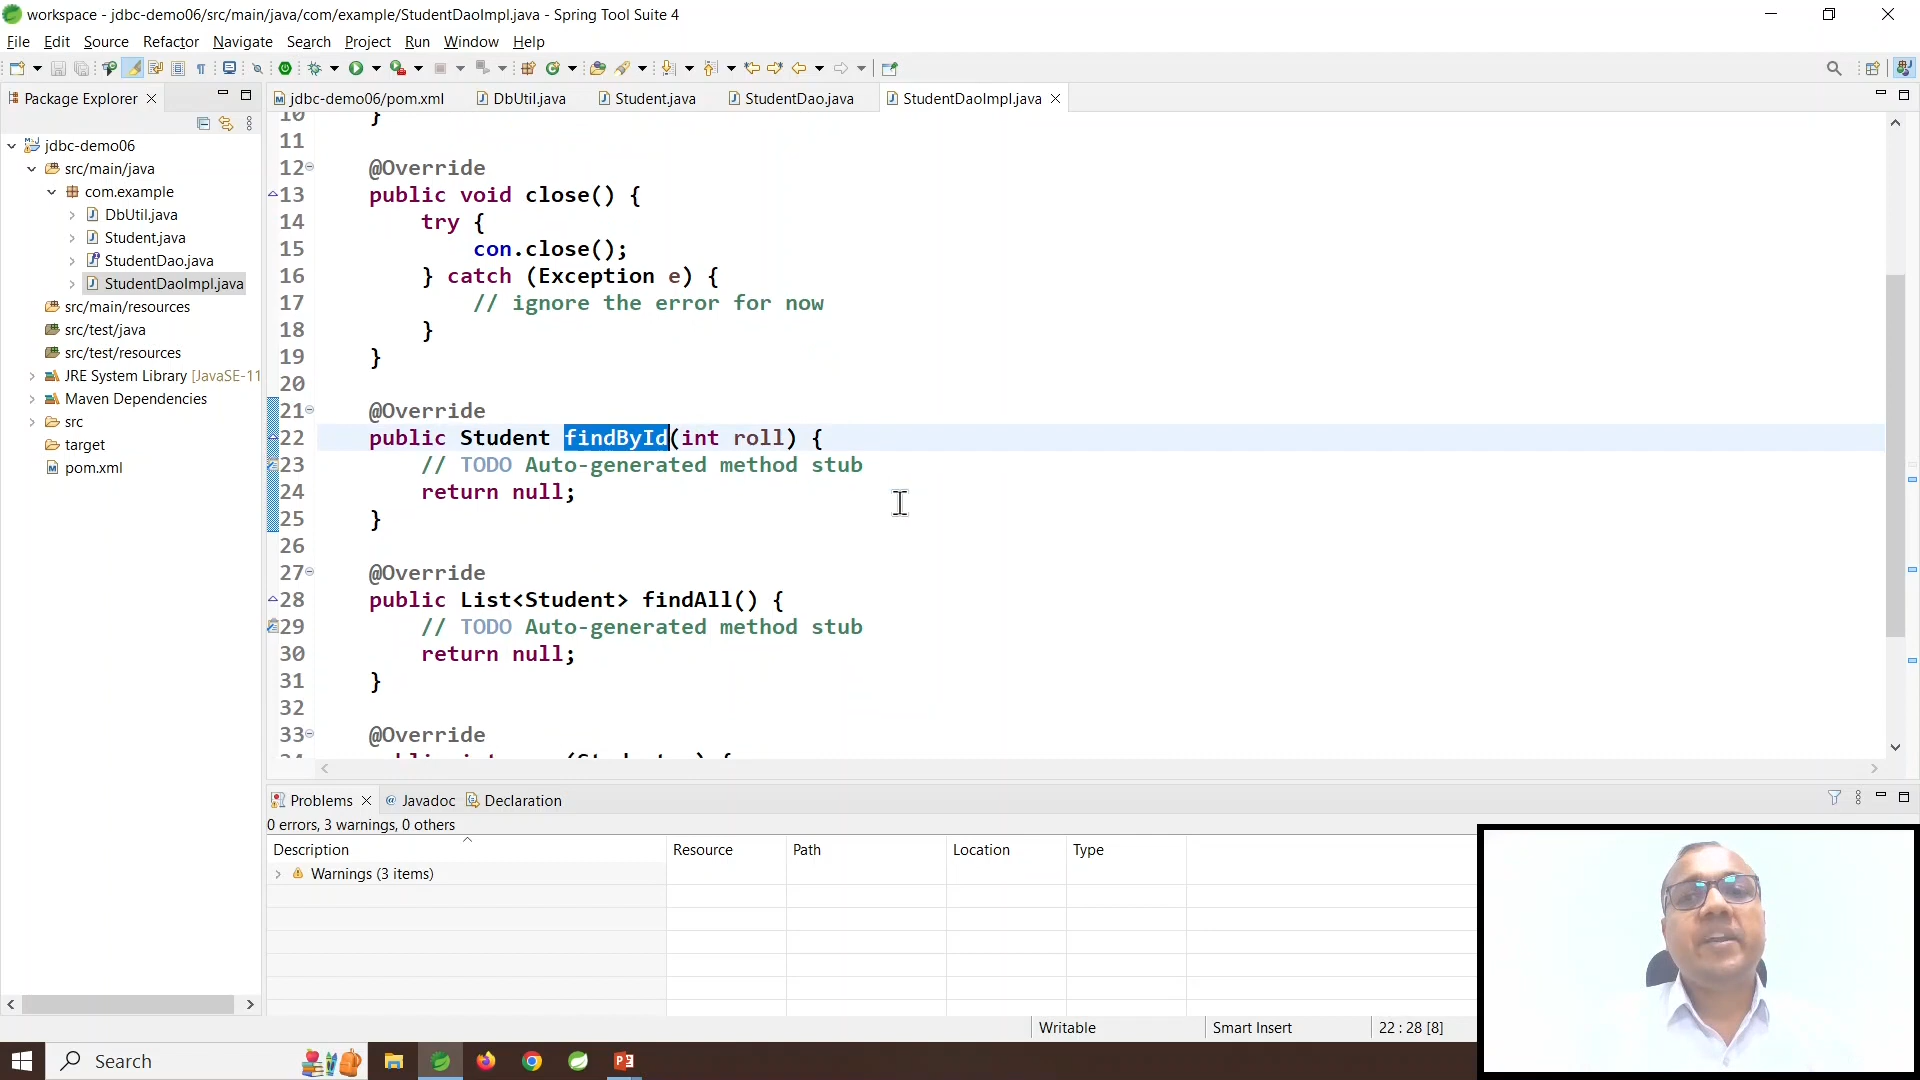 workspace - jdbc-demo06/src/main/java/com/example/StudentDaoImpl.java - Spring Tool Suite 4
File Edit Source Refactor Navigate Search Project Run Window Help
Package Explorer
jdbc-demo06/pom.xml DbUtil.java Student.java StudentDao.java StudentDaoImpl.java
jdbc-demo06
src/main/java
com.example
DbUtil.java
Student.java
StudentDao.java
StudentDaoImpl.java
src/main/resources
src/test/java
src/test/resources
JRE System Library [JavaSE-11
Maven Dependencies
src
target
pom.xml
10 }
11
12 @Override
13 public void close() {
14 try {
15 con.close();
16 } catch (Exception e) {
17 // ignore the error for now
18 }
19 }
20
21 @Override
22 public Student findById(int roll) {
23 // TODO Auto-generated method stub
24 return null;
25 }
26
27 @Override
28 public List<Student> findAll() {
29 // TODO Auto-generated method stub
30 return null;
31 }
32
33 @Override
Problems Javadoc Declaration
0 errors, 3 warnings, 0 others
Description Resource Path Location Type
Warnings (3 items)
Writable Smart Insert 22 : 28 [8]
Search